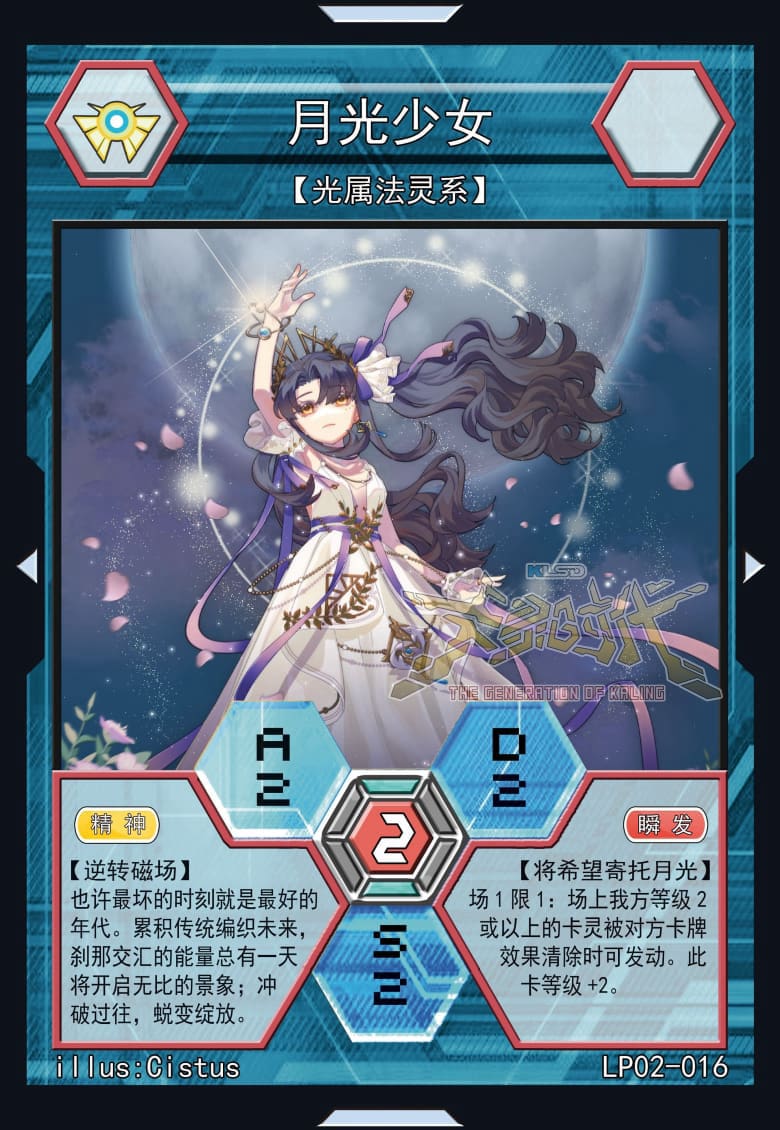 月光少女
【光属法灵系】
KLSD
THE GENERATION OF KALING
A
2
D
2
2
S
2
精神
【逆转磁场】
也许最坏的时刻就是最好的
年代。累积传统编织未来，
刹那交汇的能量总有一天
将开启无比的景象；冲
破过往，蜕变绽放。
瞬发
【将希望寄托月光】
场1限1：场上我方等级2
或以上的卡灵被对方卡牌
效果清除时可发动。此
卡等级+2。
illus:Cistus
LP02-016